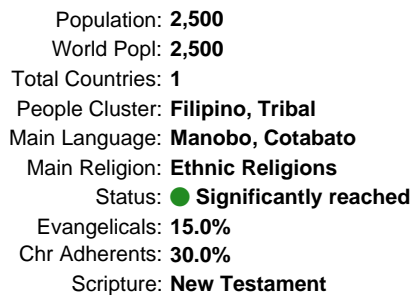 Population: 2,500
World Popl: 2,500
Total Countries: 1
People Cluster: Filipino, Tribal
Main Language: Manobo, Cotabato
Main Religion: Ethnic Religions
Status: Significantly reached
Evangelicals: 15.0%
Chr Adherents: 30.0%
Scripture: New Testament